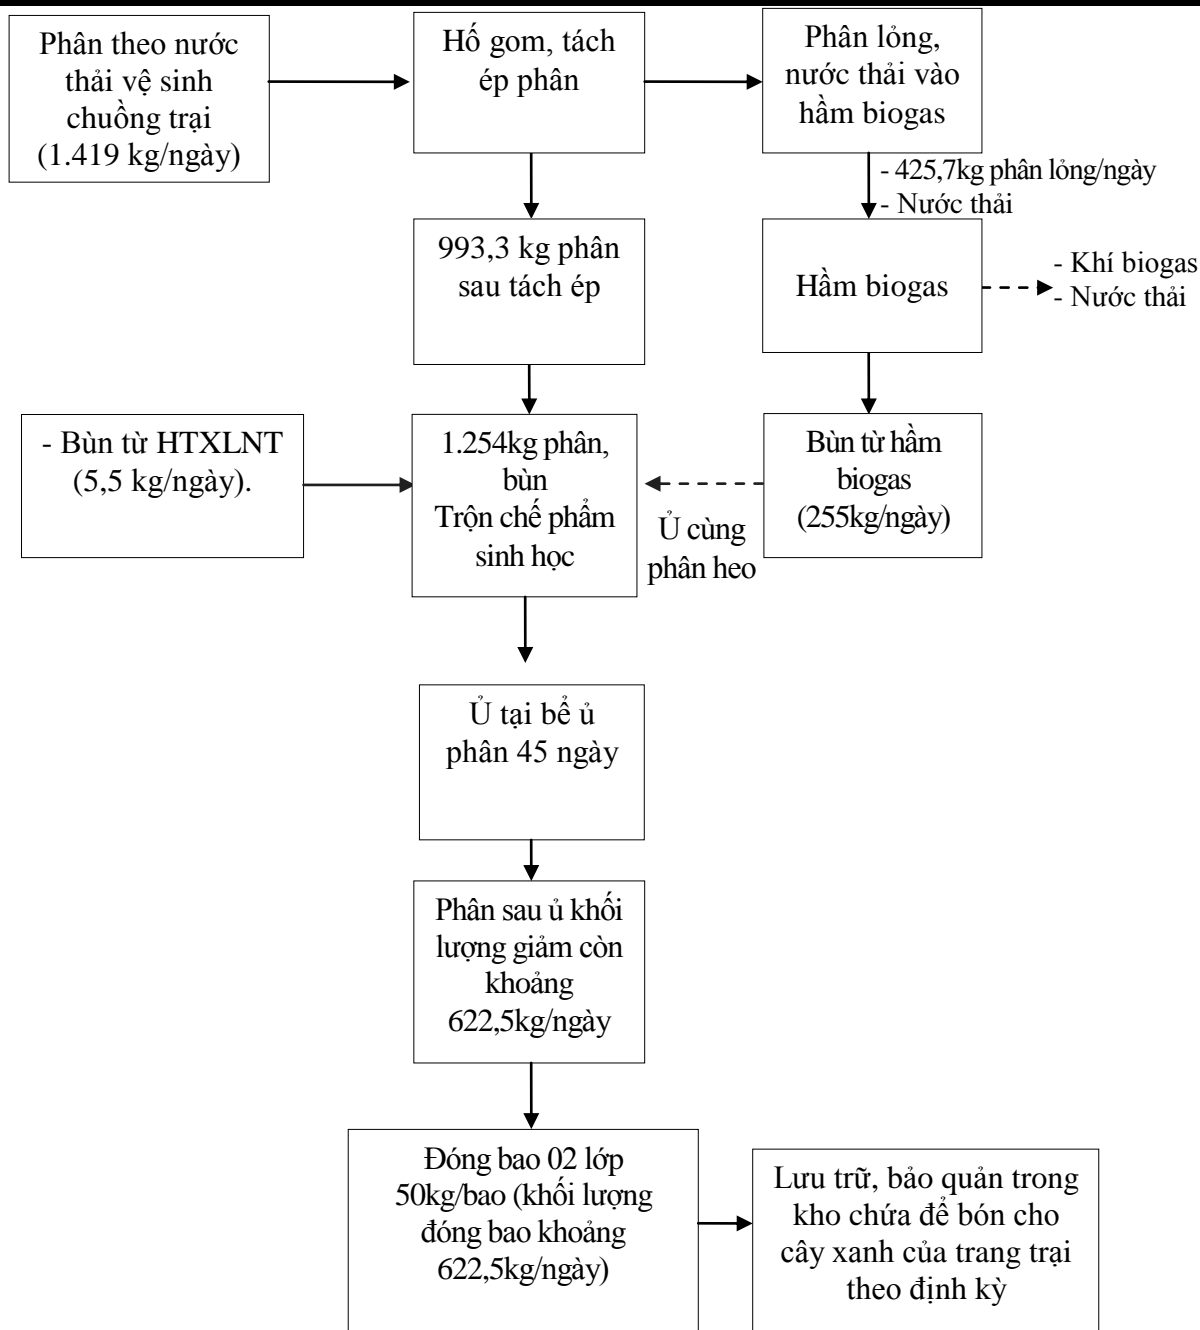 Phân theo nước
thải vệ sinh
chuồng trại
(1.419 kg/ngày)
Hố gom, tách
ép phân
Phân lỏng,
nước thải vào
hầm biogas
- 425,7kg phân lỏng/ngày
- Nước thải
993,3 kg phân
sau tách ép
Hầm biogas
- Khí biogas
- Nước thải
- Bùn từ HTXLNT
(5,5 kg/ngày).
1.254kg phân,
bùn
Trộn chế phẩm
sinh học
Ủ cùng
phân heo
Bùn từ hầm
biogas
(255kg/ngày)
Ủ tại bể ủ
phân 45 ngày
Phân sau ủ khối
lượng giảm còn
khoảng
622,5kg/ngày
Đóng bao 02 lớp
50kg/bao (khối lượng
đóng bao khoảng
622,5kg/ngày)
Lưu trữ, bảo quản trong
kho chứa để bón cho
cây xanh của trang trại
theo định kỳ